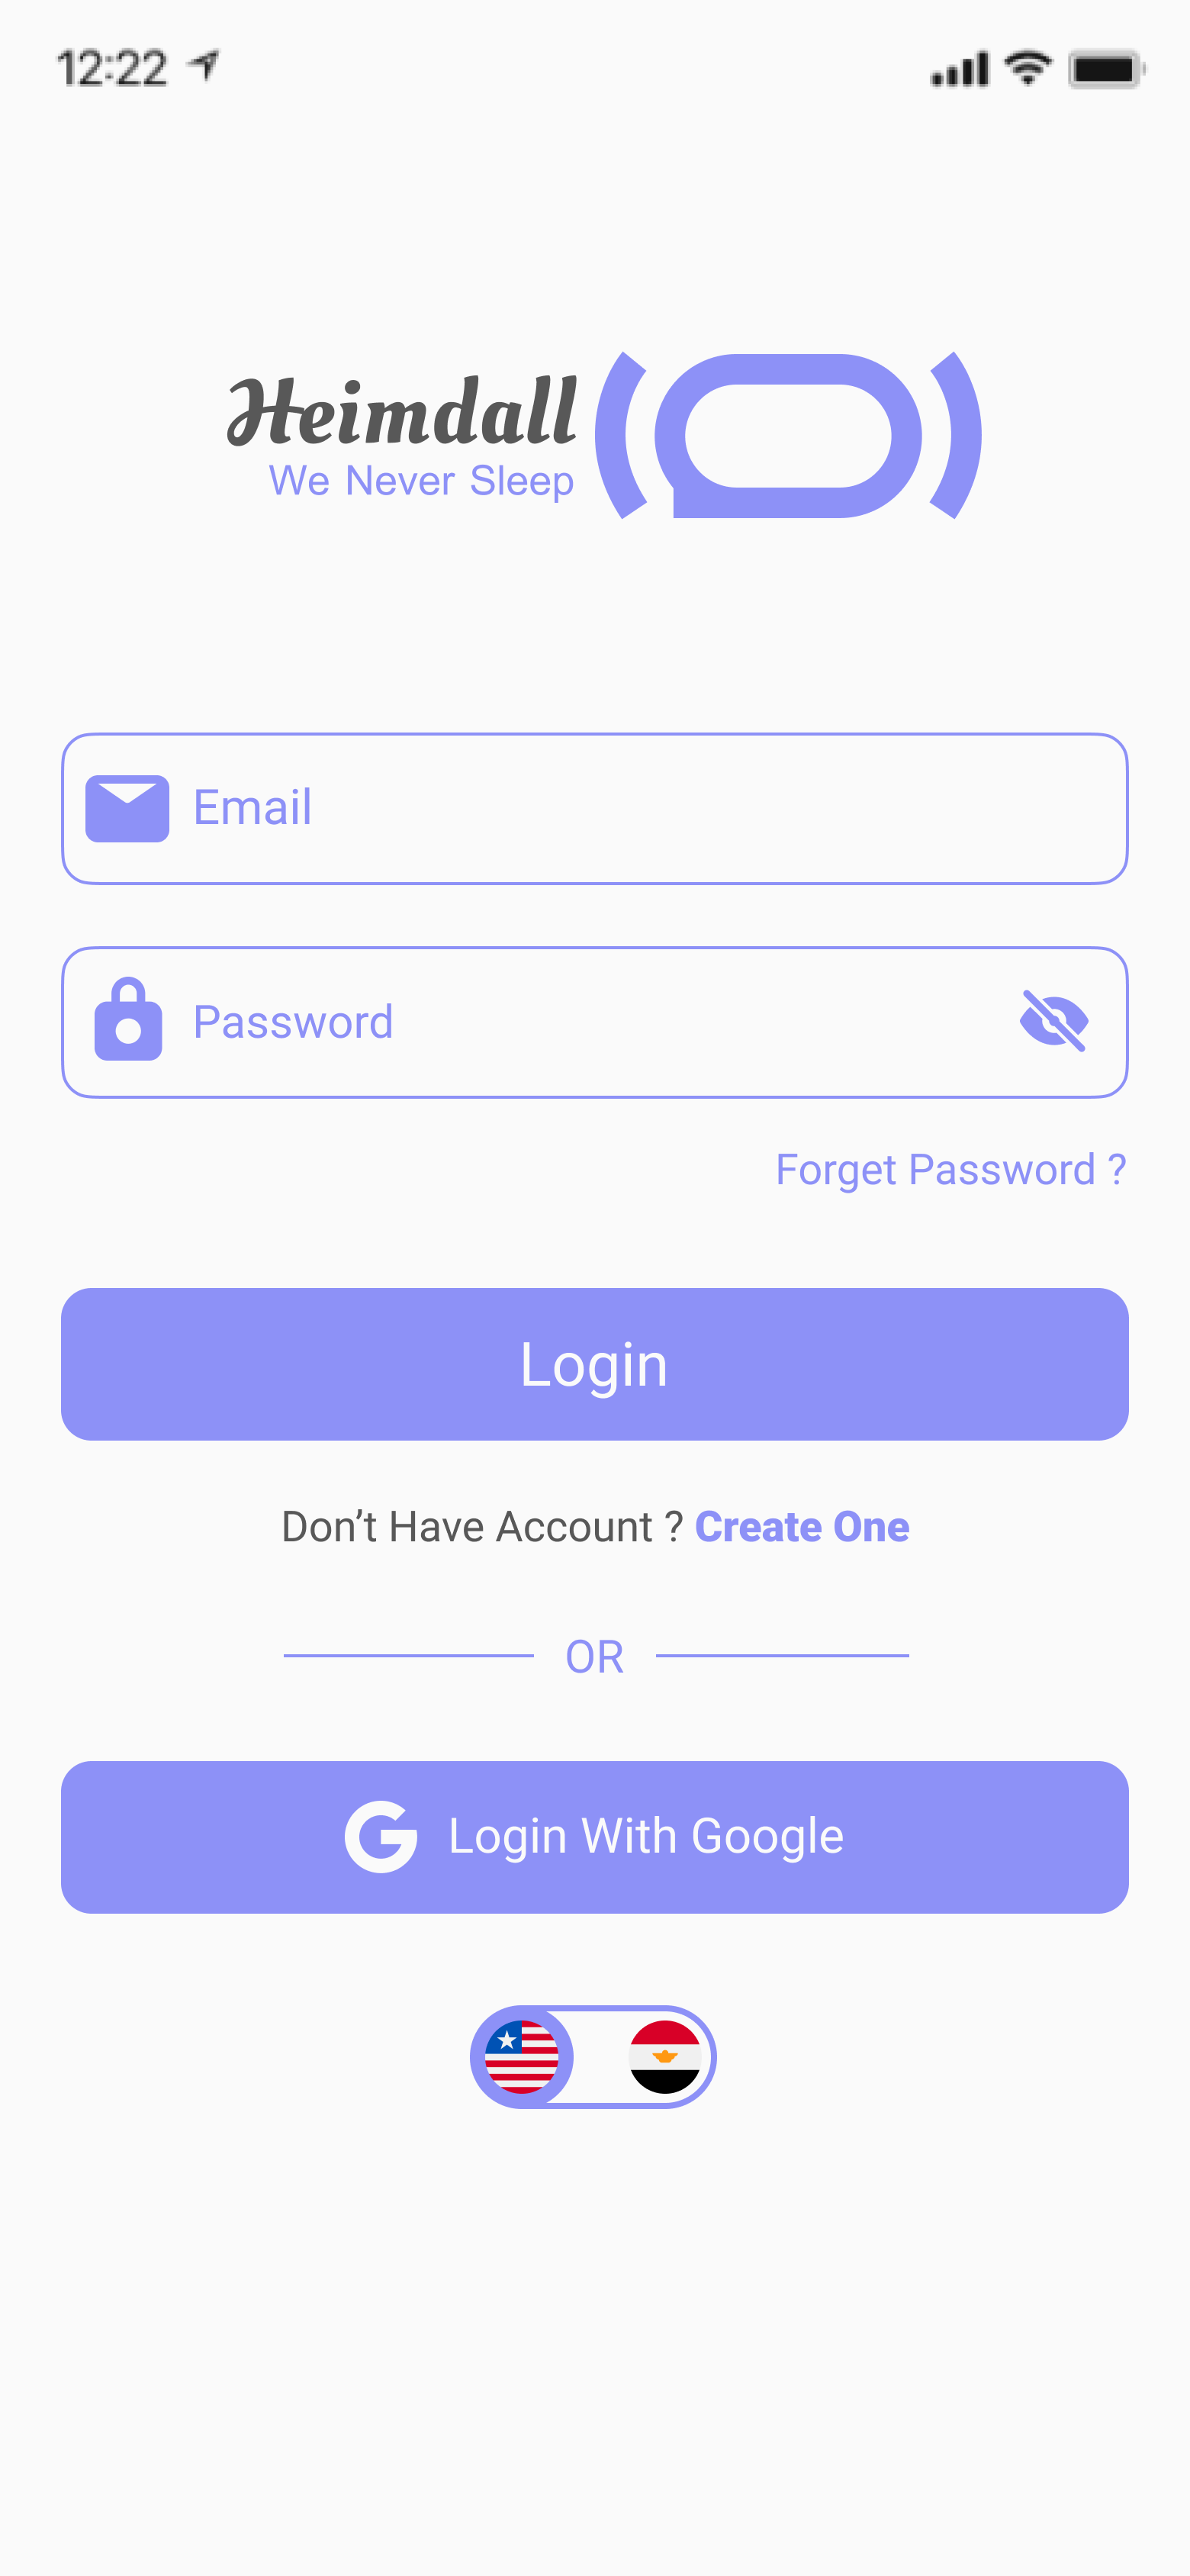 12:22
Heimdall
We Never Sleep
Email
Password
Forget Password ?
Login
Don’t Have Account ? Create One
OR
Login With Google